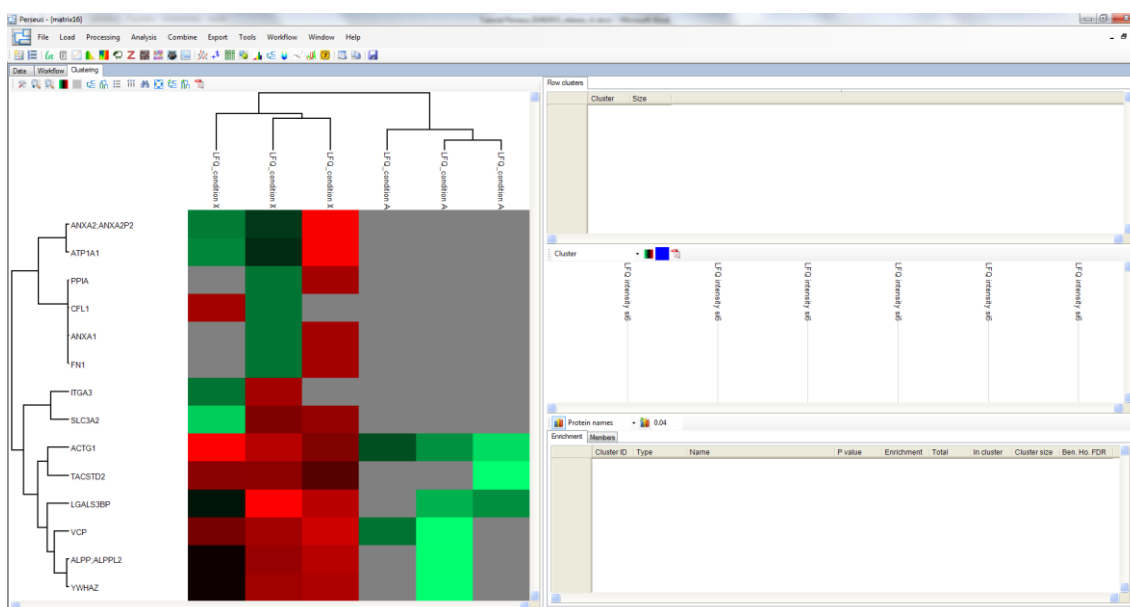 Perseus - [matrix16]
File Load Processing Analysis Combine Export Tools Workflow Window Help
Data Workflow Clustering
LFQ_condition X
LFQ_condition X
LFQ_condition X
LFQ_condition A
LFQ_condition A
LFQ_condition A
ANXA2;ANXA2P2
ATP1A1
PPIA
CFL1
ANXA1
FN1
ITGA3
SLC3A2
ACTG1
TACSTD2
LGALS3BP
VCP
ALPP;ALPPL2
YWHAZ
Row clusters
Cluster Size
Cluster
LFQ intensity si6
LFQ intensity si6
LFQ intensity si6
LFQ intensity si6
LFQ intensity si6
LFQ intensity si6
Protein names 0.04
Enrichment Members
Cluster ID Type Name P value Enrichment Total In cluster Cluster size Ben. Ho. FDR